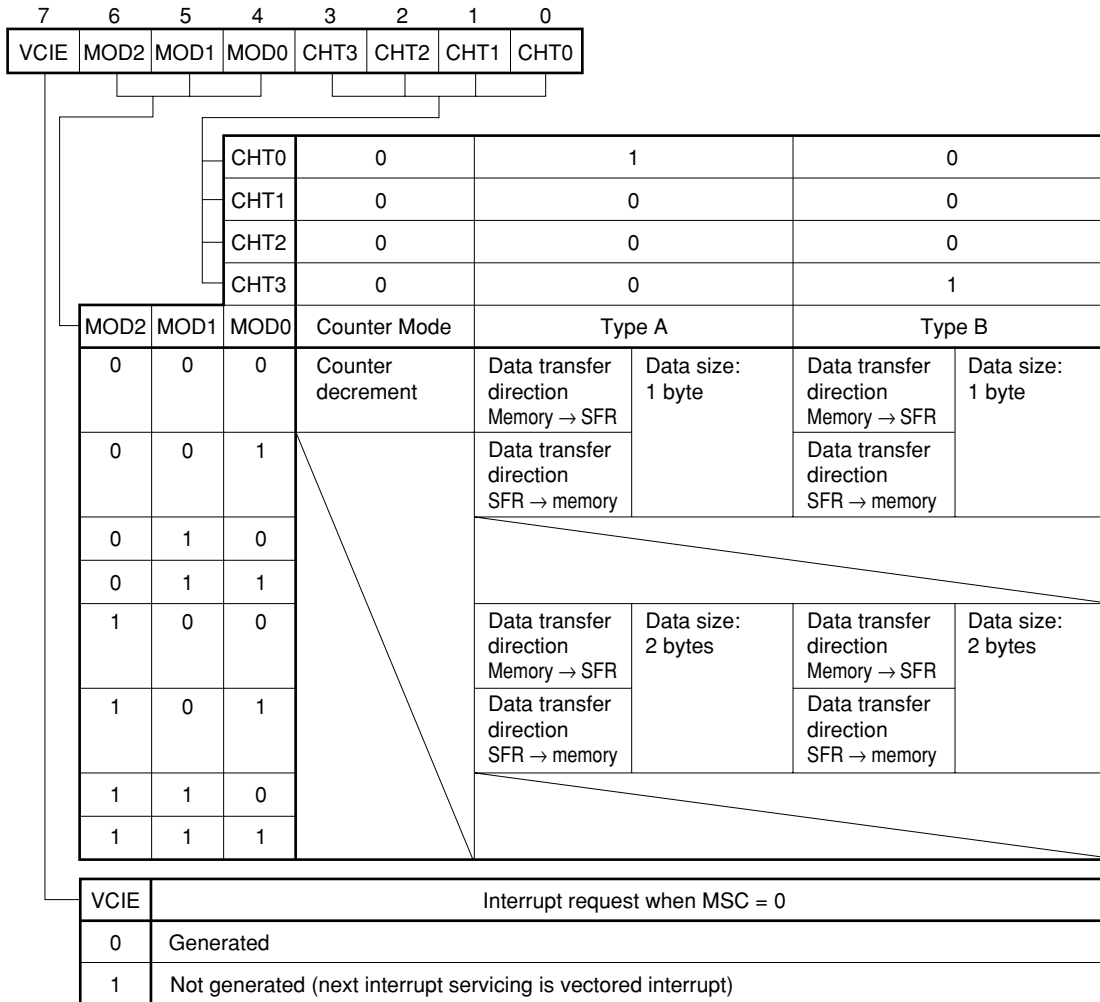 7 6 5 4 3 2 1 0
VCIE MOD2 MOD1 MOD0 CHT3 CHT2 CHT1 CHT0
CHT0 0 1 0
CHT1 0 0 0
CHT2 0 0 0
CHT3 0 0 1
MOD2 MOD1 MOD0 Counter Mode Type A Type B
0 0 0 Counter Data transfer Data size: Data transfer Data size:
decrement direction 1 byte direction 1 byte
Memory → SFR Memory → SFR
0 0 1 Data transfer Data transfer
direction direction
SFR → memory SFR → memory
0 1 0
0 1 1
1 0 0 Data transfer Data size: Data transfer Data size:
direction 2 bytes direction 2 bytes
Memory → SFR Memory → SFR
1 0 1 Data transfer Data transfer
direction direction
SFR → memory SFR → memory
1 1 0
1 1 1
VCIE Interrupt request when MSC = 0
0 Generated
1 Not generated (next interrupt servicing is vectored interrupt)